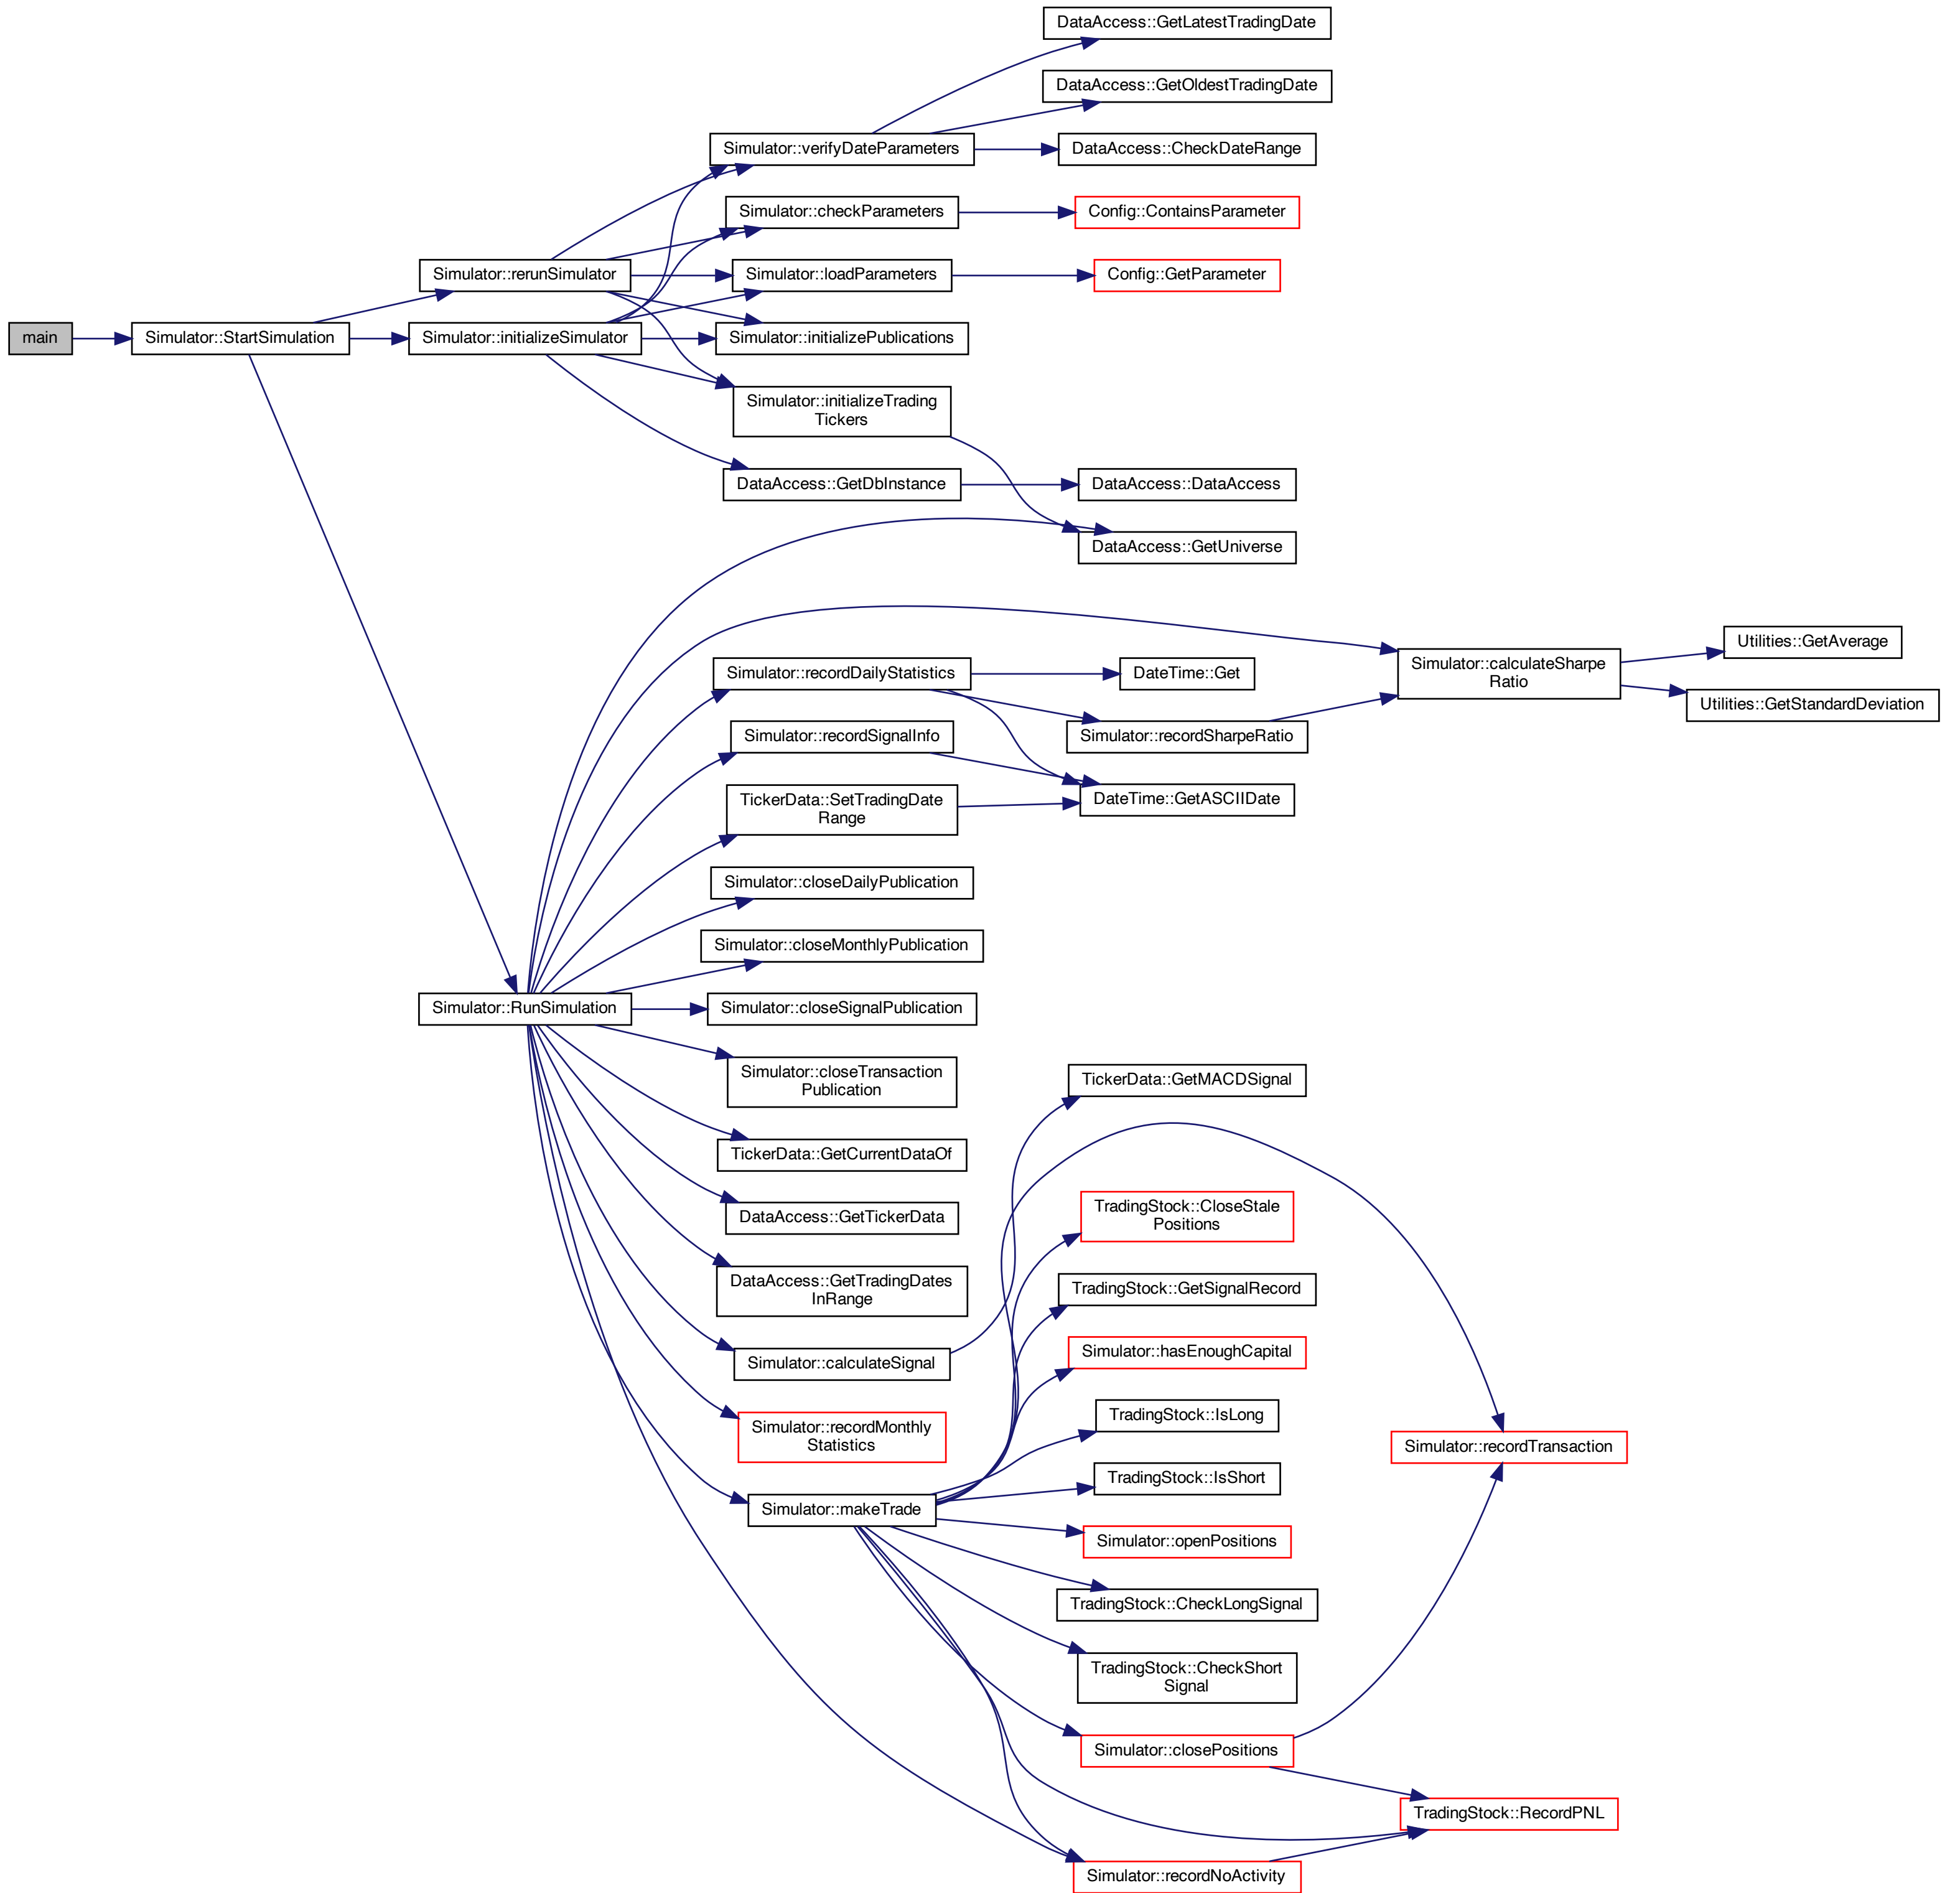 DataAccess::GetLatestTradingDate
DataAccess::GetOldestTradingDate
Simulator::verifyDateParameters
DataAccess::CheckDateRange
Simulator::checkParameters
Config::ContainsParameter
Simulator::rerunSimulator
Simulator::loadParameters
Config::GetParameter
main
Simulator::StartSimulation
Simulator::initializeSimulator
Simulator::initializePublications
Simulator::initializeTrading
Tickers
DataAccess::GetDbInstance
DataAccess::DataAccess
DataAccess::GetUniverse
Utilities::GetAverage
Simulator::calculateSharpe
Ratio
Simulator::recordDailyStatistics
DateTime::Get
Utilities::GetStandardDeviation
Simulator::recordSignalInfo
Simulator::recordSharpeRatio
TickerData::SetTradingDate
Range
DateTime::GetASCIIDate
Simulator::closeDailyPublication
Simulator::closeMonthlyPublication
Simulator::RunSimulation
Simulator::closeSignalPublication
Simulator::closeTransaction
Publication
TickerData::GetMACDSignal
TickerData::GetCurrentDataOf
DataAccess::GetTickerData
TradingStock::CloseStale
Positions
DataAccess::GetTradingDates
InRange
TradingStock::GetSignalRecord
Simulator::calculateSignal
Simulator::hasEnoughCapital
Simulator::recordMonthly
Statistics
TradingStock::IsLong
Simulator::recordTransaction
TradingStock::IsShort
Simulator::makeTrade
Simulator::openPositions
TradingStock::CheckLongSignal
TradingStock::CheckShort
Signal
Simulator::closePositions
TradingStock::RecordPNL
Simulator::recordNoActivity